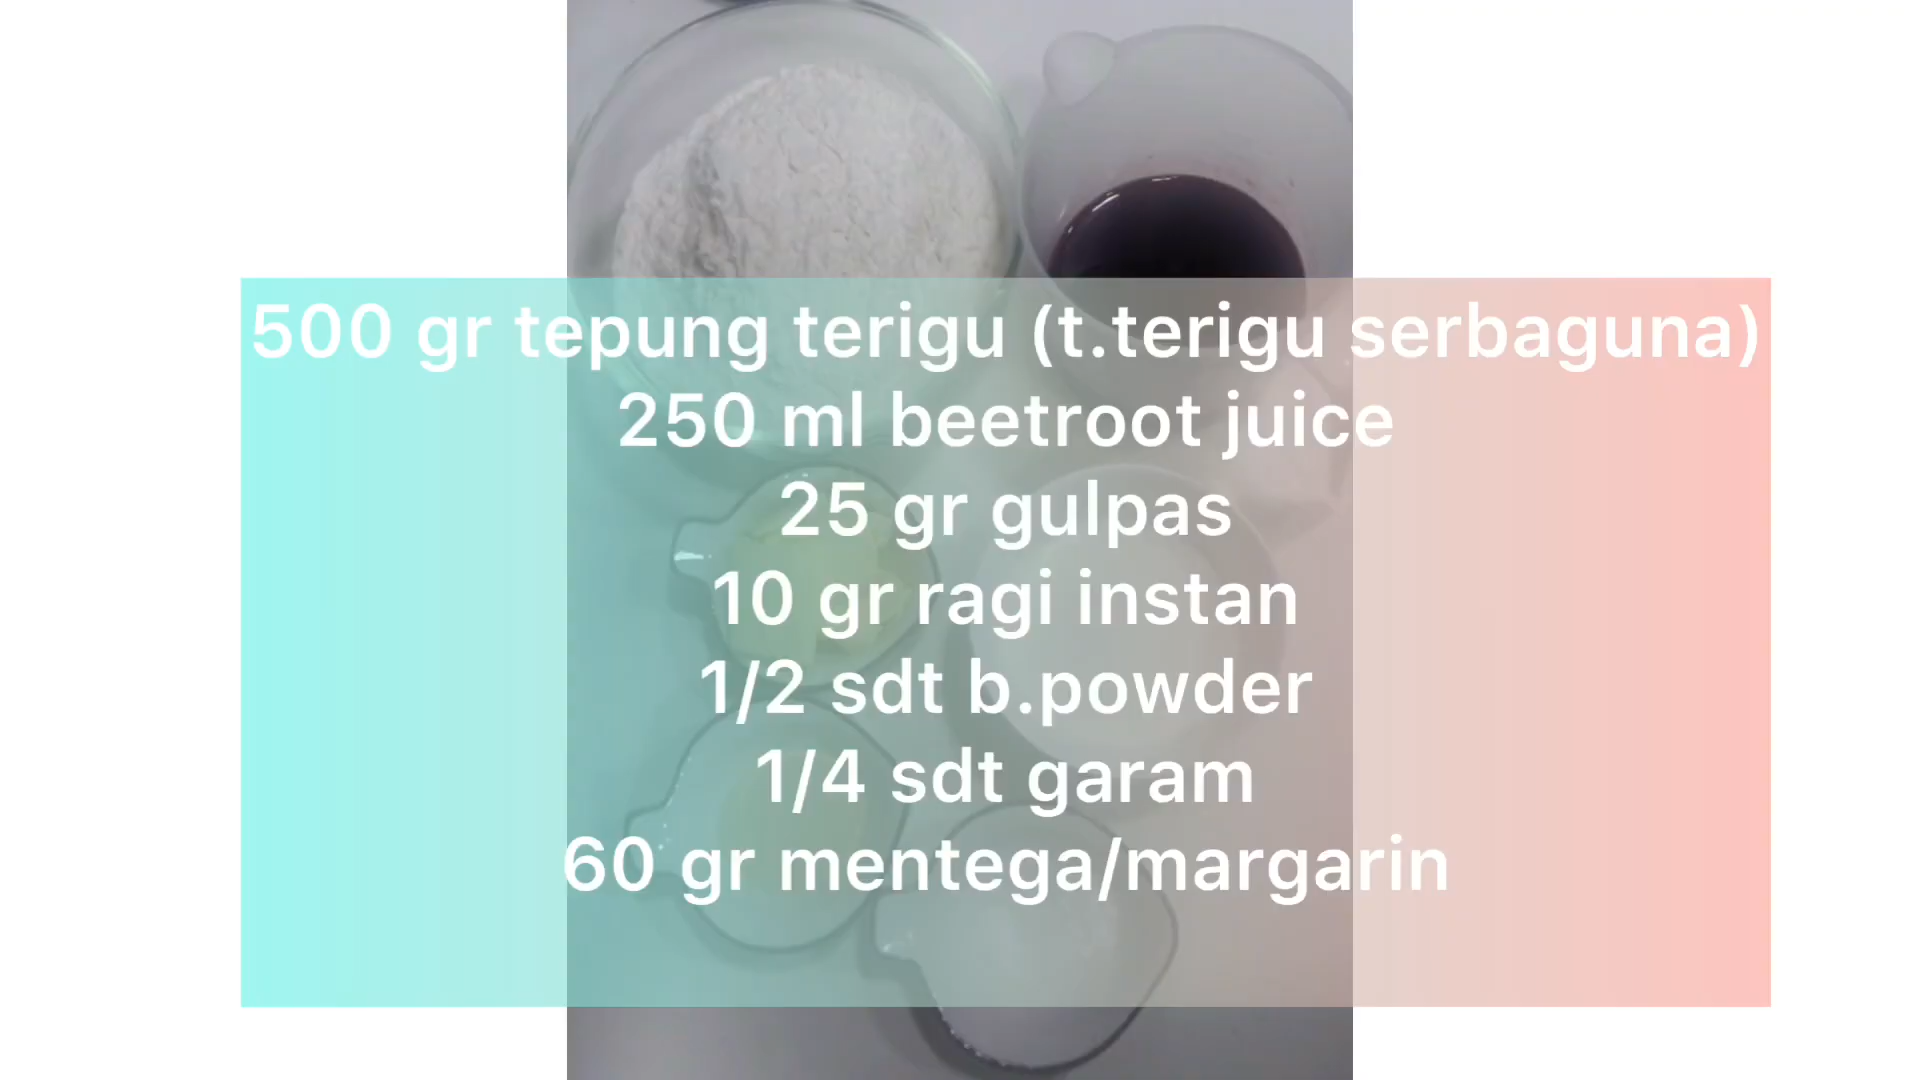 500 gr tepung terigu (t.terigu serbaguna)
250 ml beetroot juice
25 gr gulpas
10 gr ragi instan
1/2 sdt b.powder
1/4 sdt garam
60 gr mentega/margarin